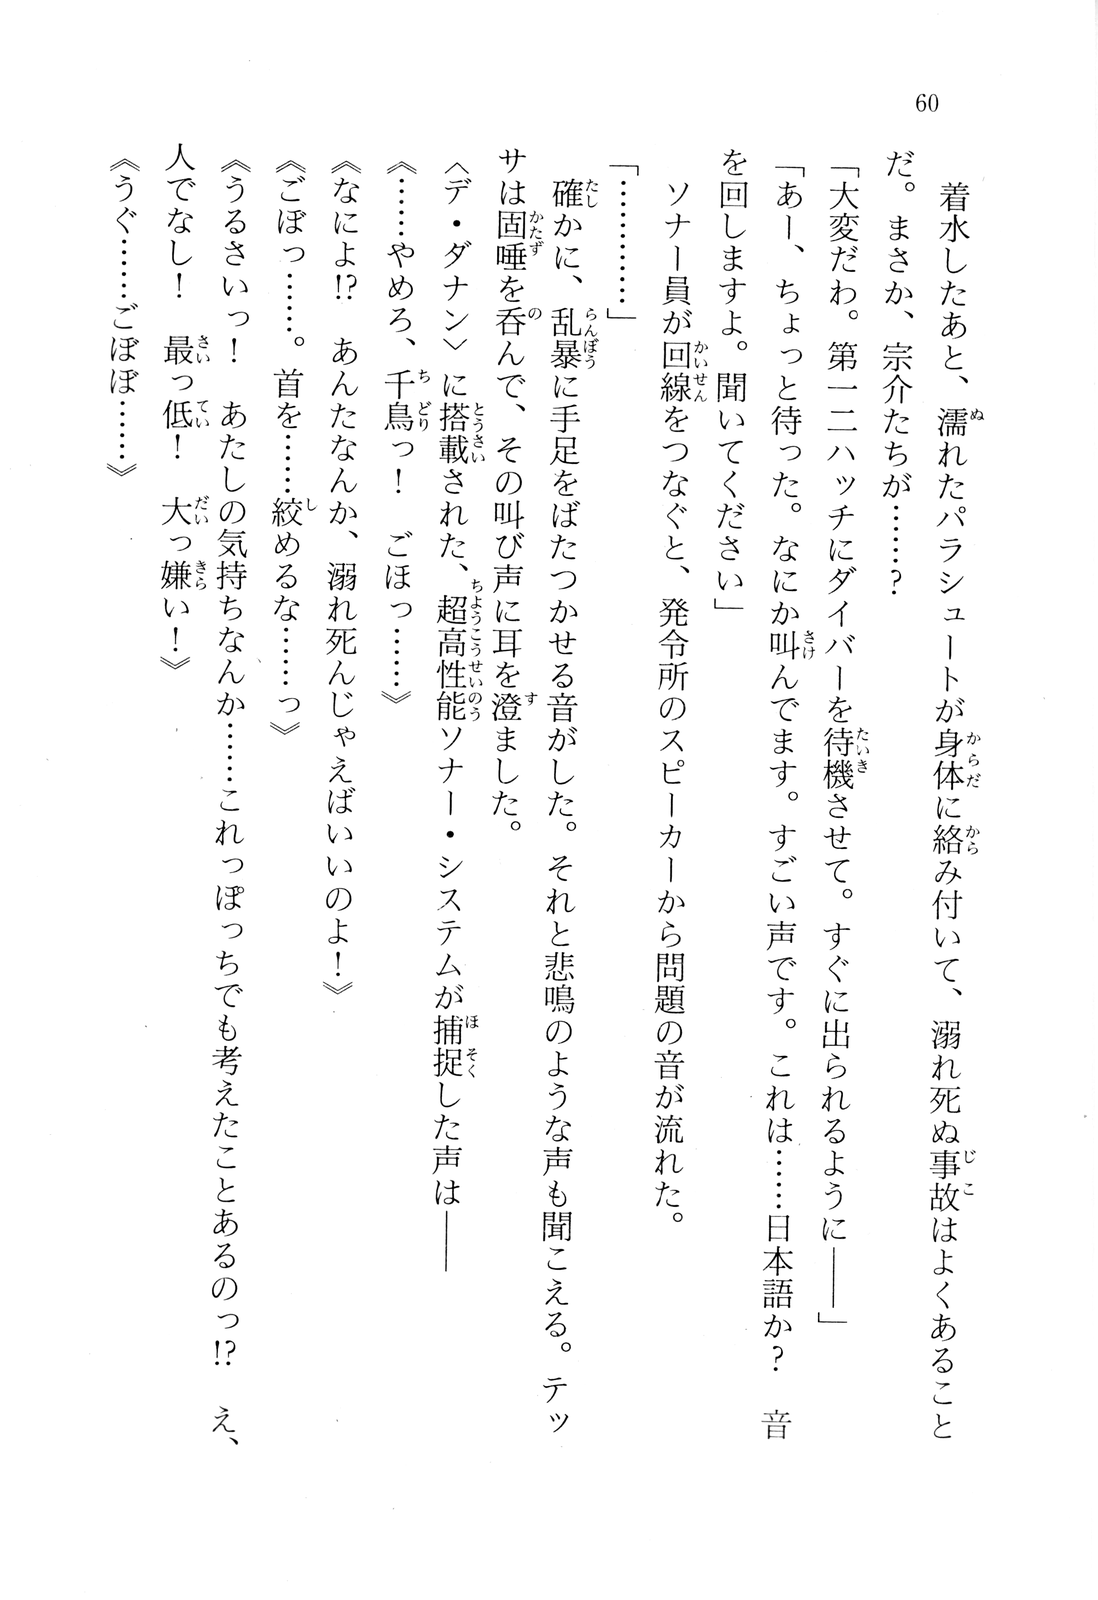 60
　着水したあと、濡れたパラシュートが身体に絡み付いて、溺れ死ぬ事故はよくあること
だ。まさか、宗介たちが……？
「大変だわ。第一二ハッチにダイバーを待機させて。すぐに出られるように――」
「あー、ちょっと待った。なにか叫んでます。すごい声です。これは……日本語か？　音
を回しますよ。聞いてください」
　ソナー員が回線をつなぐと、発令所のスピーカーから問題の音が流れた。
「…………」
　確かに、乱暴に手足をばたつかせる音がした。それと悲鳴のような声も聞こえる。テッ
サは固唾を呑んで、その叫び声に耳を澄ました。
〈デ・ダナン〉に搭載された、超高性能ソナー・システムが捕捉した声は――
《……やめろ、千鳥っ！　ごほっ……》
《なによ!?　あんたなんか、溺れ死んじゃえばいいのよ！》
《ごぼっ……。首を……絞めるな……っ》
《うるさいっ！　あたしの気持ちなんか……これっぽっちでも考えたことあるのっ!?　え、
人でなし！　最っ低！　大っ嫌い！》
《うぐ……ごぼぼ……》